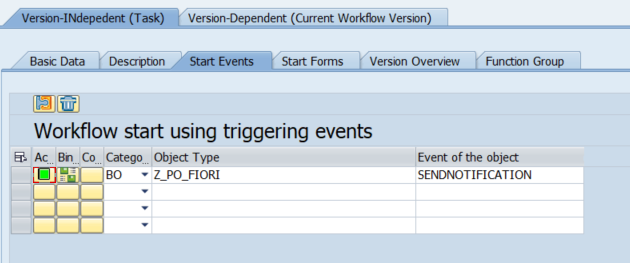 Version-INdepedent (Task) Version-Dependent (Current Workflow Version)
Basic Data Description Start Events Start Forms Version Overview Function Group
Workflow start using triggering events
Ac... Bin... Co... Catego... Object Type Event of the object
BO Z_PO_FIORI SENDNOTIFICATION